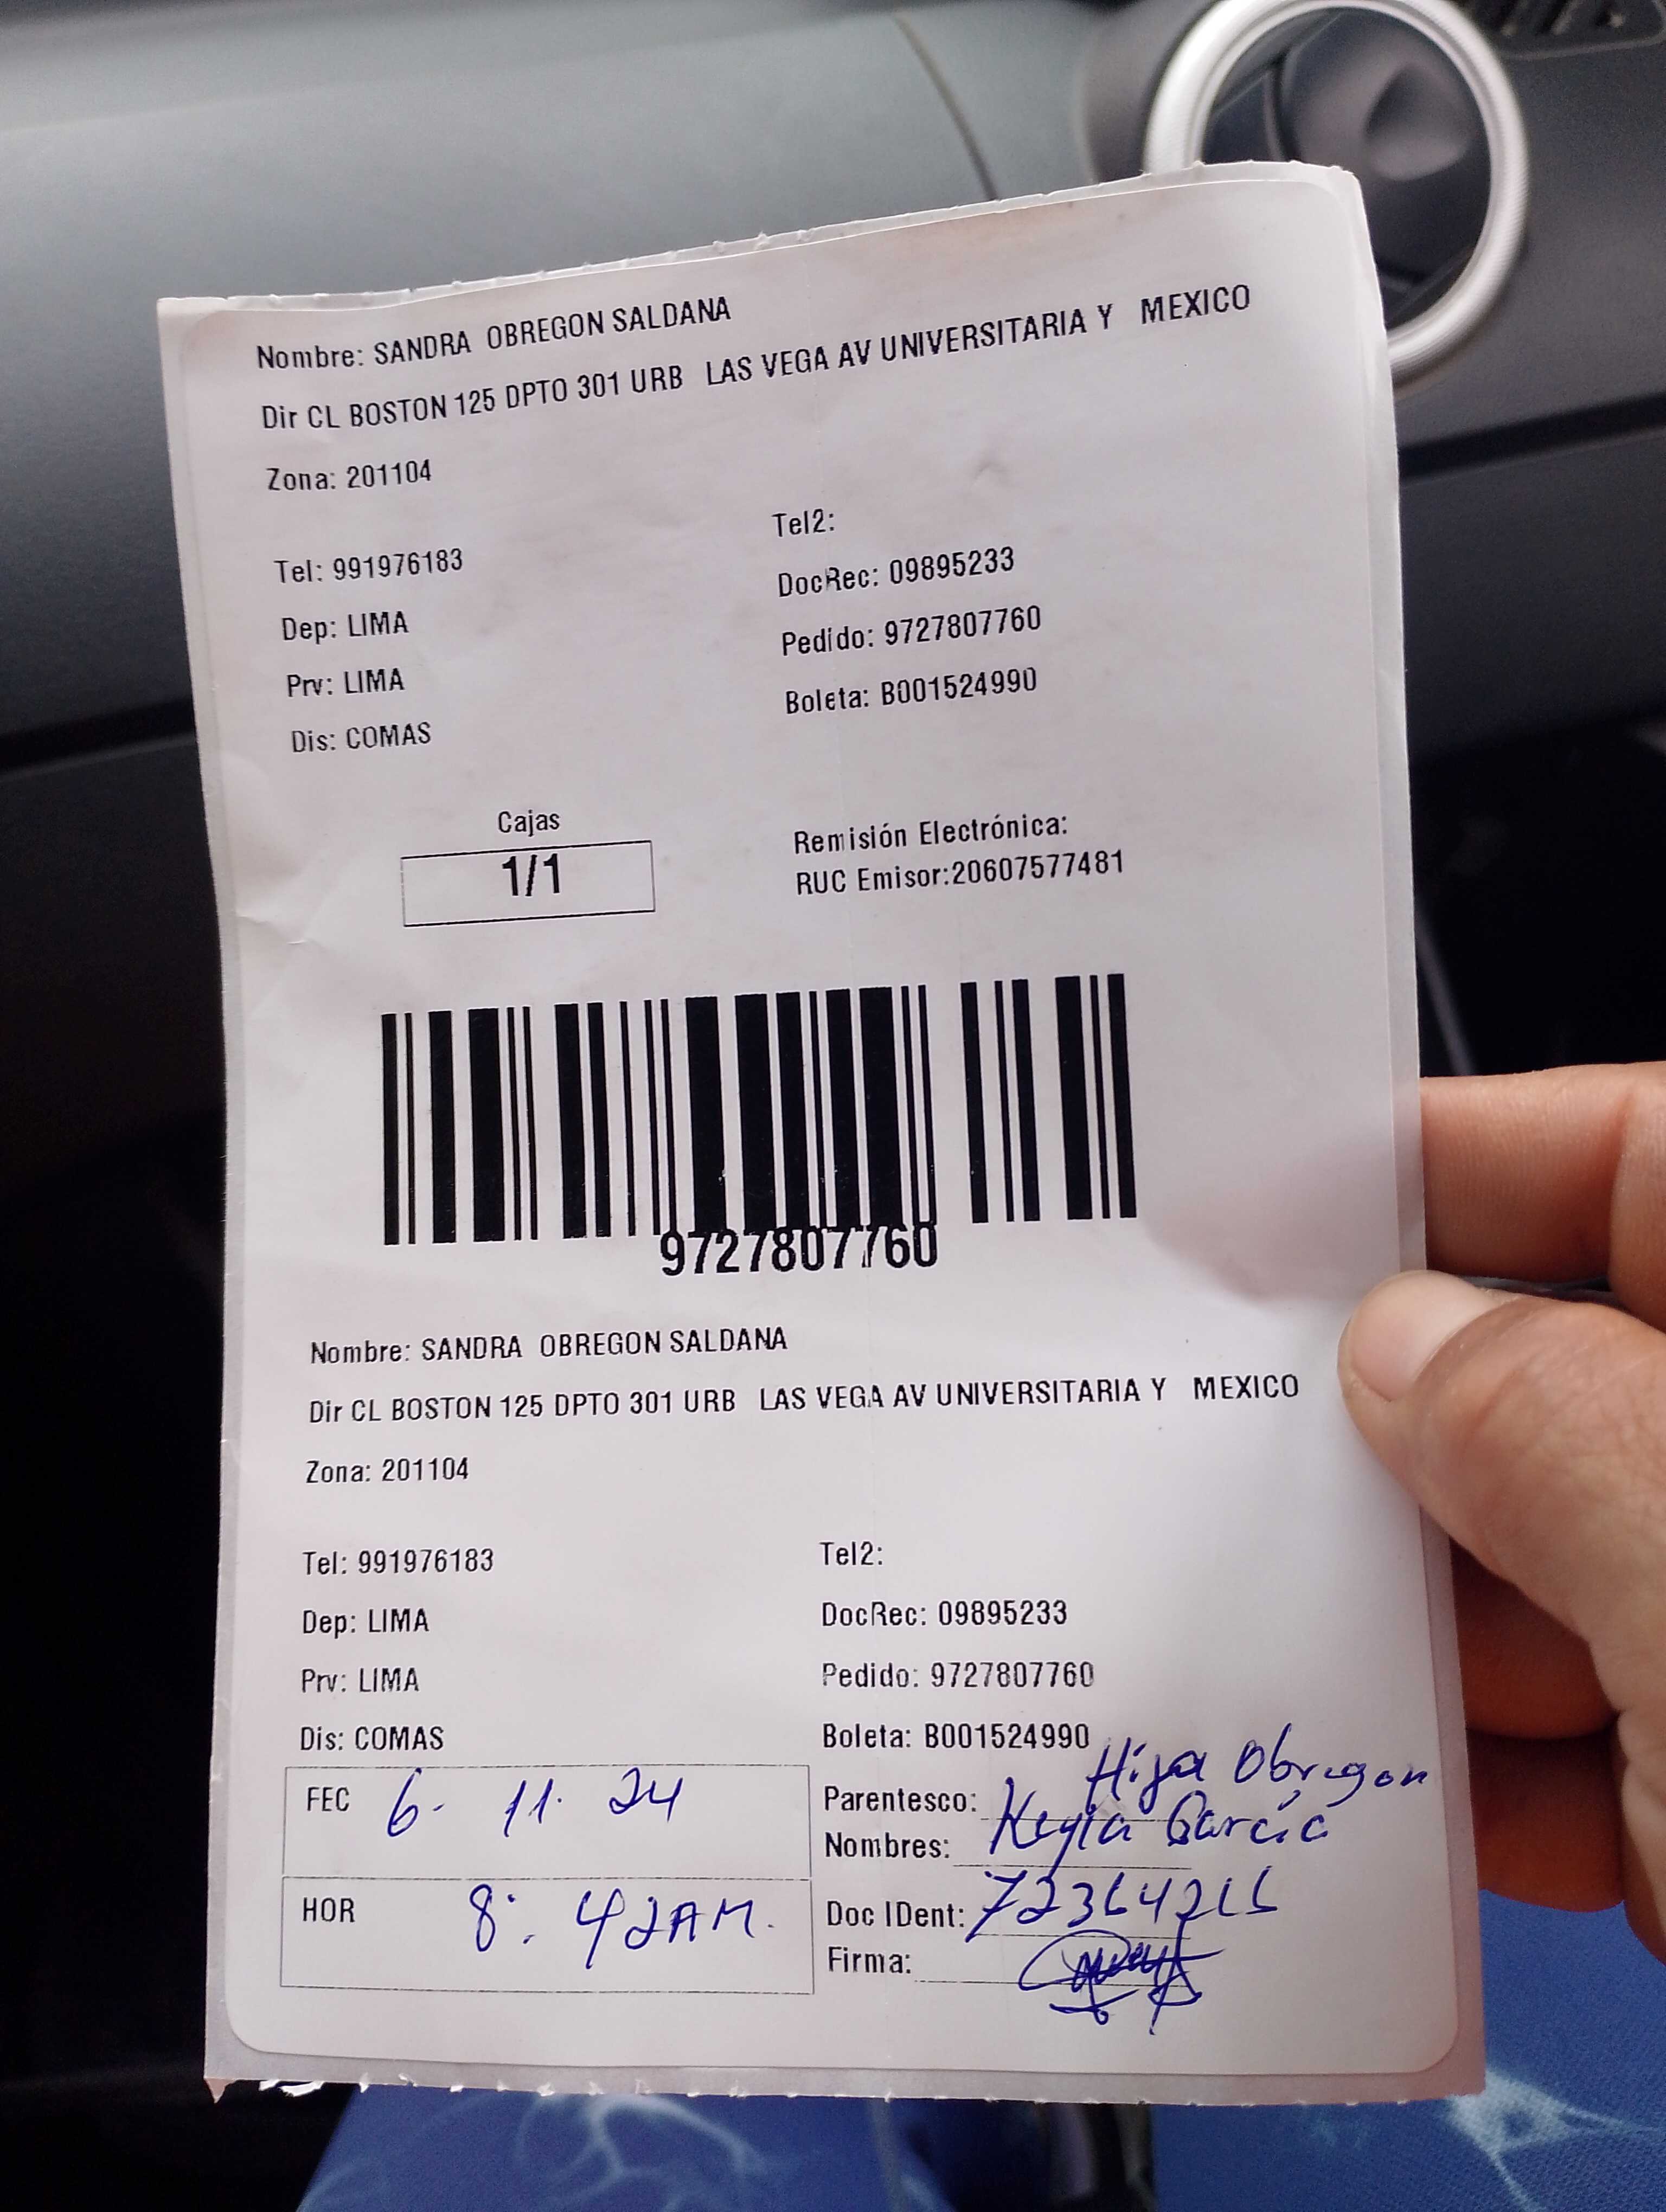 Nombre: SANDRA OBREGON SALDANA
Dir CL BOSTON 125 DPTO 301 URB LAS VEGA AV UNIVERSITARIA Y MEXICO
Zona: 201104
Tel2:
Tel: 991976183
DocRec: 09895233
Dep: LIMA
Pedido: 9727807760
Prv: LIMA
Boleta: B001524990
Dis: COMAS
Cajas
1/1
Remisión Electrónica:
RUC Emisor:20607577481
9727807760
Nombre: SANDRA OBREGON SALDANA
Dir CL BOSTON 125 DPTO 301 URB LAS VEGA AV UNIVERSITARIA Y MEXICO
Zona: 201104
Tel: 991976183
Tel2:
Dep: LIMA
DocRec: 09895233
Prv: LIMA
Pedido: 9727807760
Dis: COMAS
Boleta: B001524990
FEC 6. 11. 24
Parentesco: Hija Obregon
Nombres: Keyla García
HOR 8:42AM.
Doc IDent:
Firma: